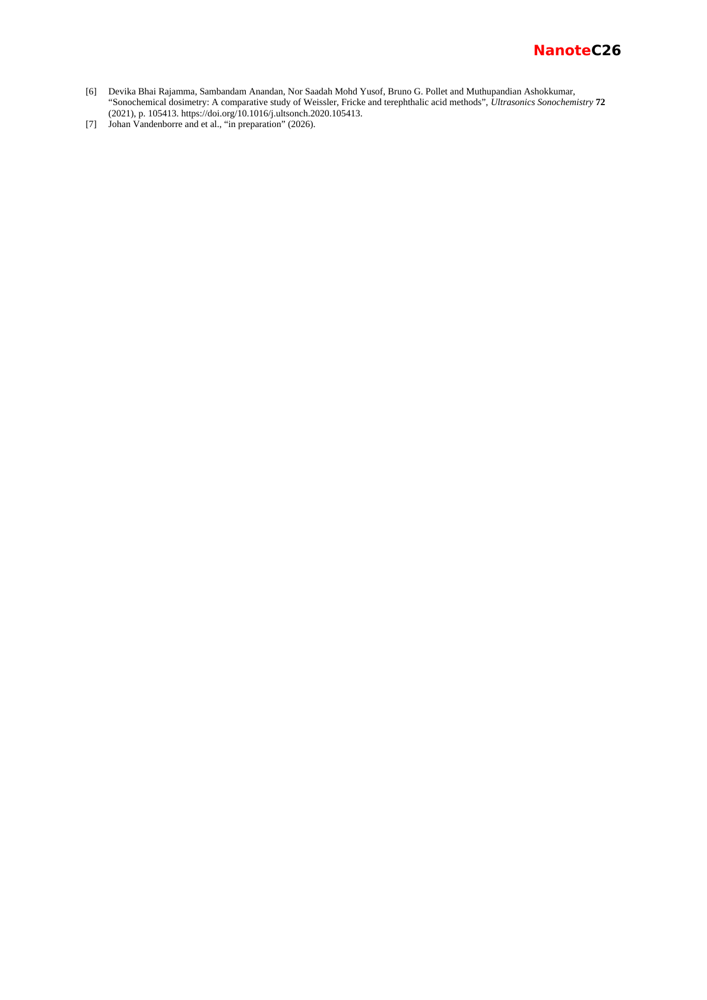 NanoteC26
[6] Devika Bhai Rajamma, Sambandam Anandan, Nor Saadah Mohd Yusof, Bruno G. Pollet and Muthupandian Ashokkumar,
“Sonochemical dosimetry: A comparative study of Weissler, Fricke and terephthalic acid methods”, Ultrasonics Sonochemistry 72
(2021), p. 105413. https://doi.org/10.1016/j.ultsonch.2020.105413.
[7] Johan Vandenborre and et al., “in preparation” (2026).